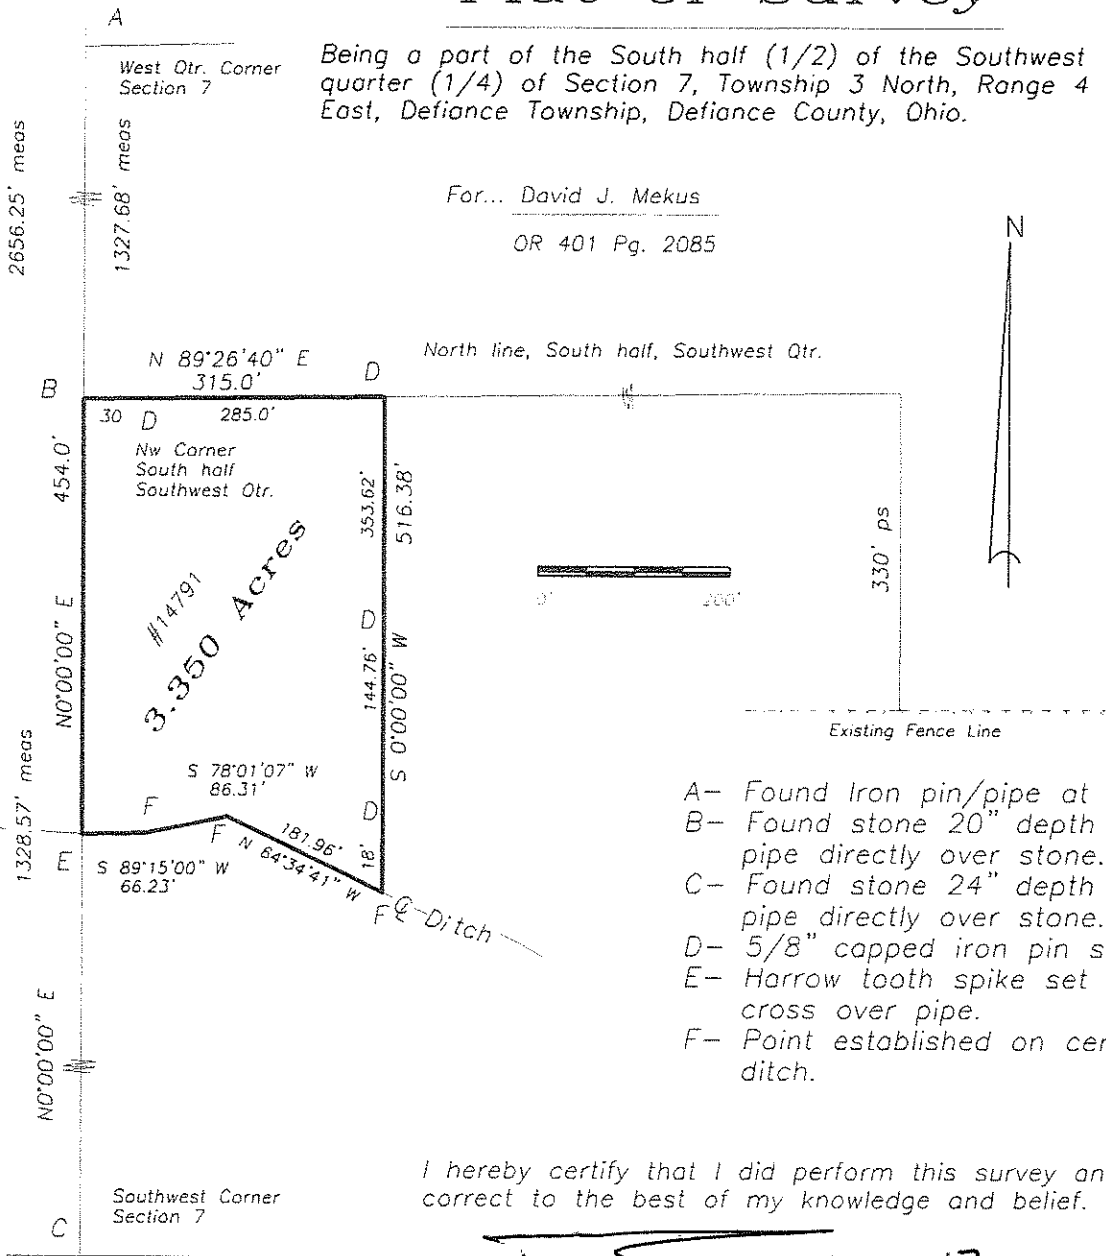 Plat of Survey
A
West Qtr. Corner
Section 7
Being a part of the South half (1/2) of the Southwest
quarter (1/4) of Section 7, Township 3 North, Range 4
East, Defiance Township, Defiance County, Ohio.
2656.25' meas
1327.68' meas
For... David J. Mekus
OR 401 Pg. 2085
N
N 89°26'40" E
315.0'
D
North line, South half, Southwest Qtr.
B
30 D 285.0'
Nw Corner
South half
Southwest Qtr.
454.0'
353.62'
516.38'
330' ps
#14791
3.350 Acres
0' 200'
D
144.76'
N0°00'00" E
S 0°00'00" W
Existing Fence Line
1328.57' meas
S 78°01'07" W
86.31'
F
F
D
181.96'
N 64°34'41" W
18'
E
S 89°15'00" W
66.23'
F
℄ Ditch
A- Found Iron pin/pipe at
B- Found stone 20" depth
pipe directly over stone.
C- Found stone 24" depth
pipe directly over stone.
D- 5/8" capped iron pin s
E- Harrow tooth spike set
cross over pipe.
F- Point established on cer
ditch.
N0°00'00" E
I hereby certify that I did perform this survey an
correct to the best of my knowledge and belief.
Southwest Corner
Section 7
C